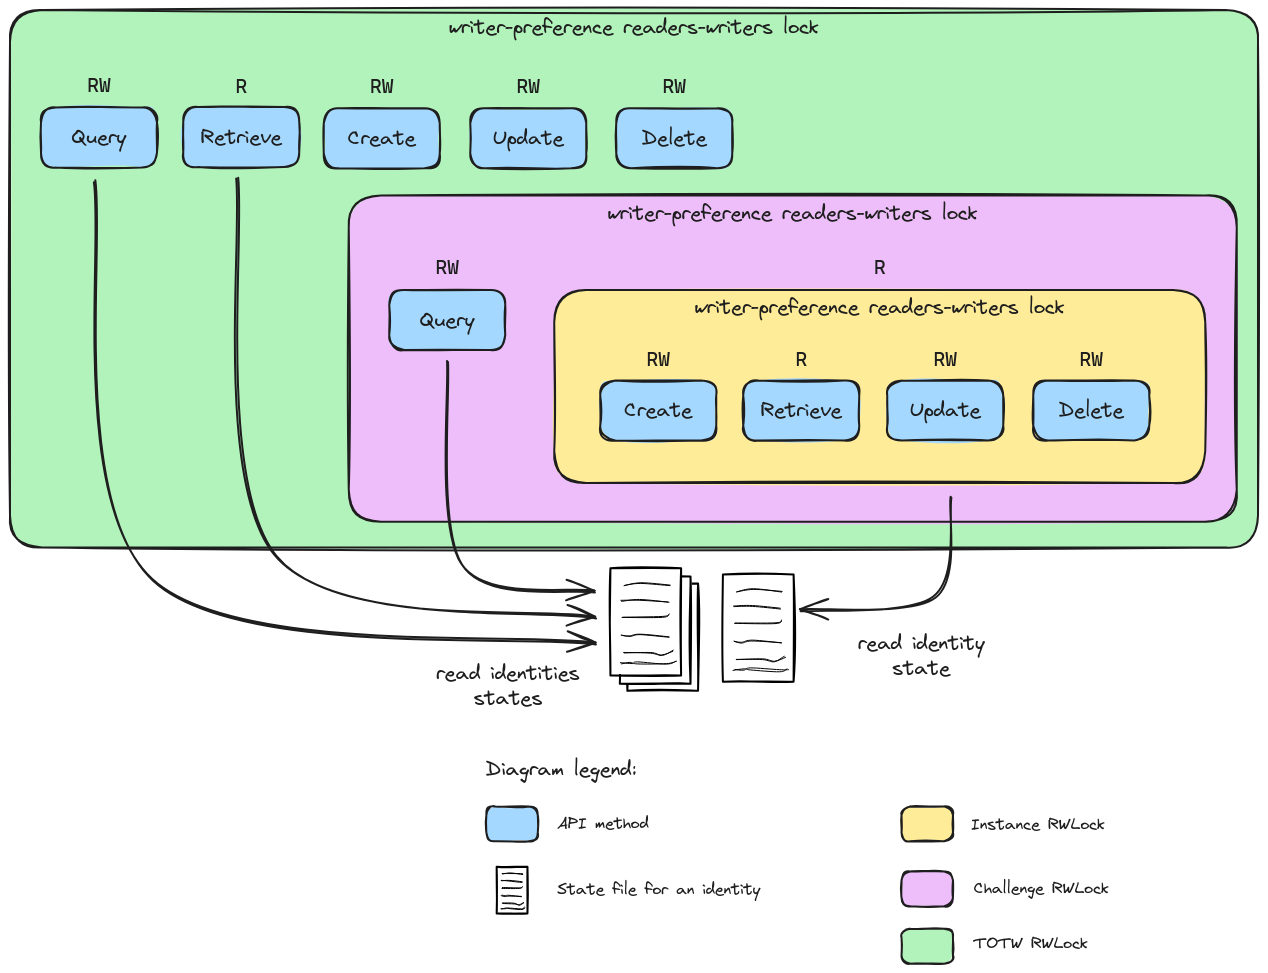 writer-preference readers-writers lock
RW R RW RW RW
Query Retrieve Create Update Delete
writer-preference readers-writers lock
RW R
Query
writer-preference readers-writers lock
RW R RW RW
Create Retrieve Update Delete
read identities
states
read identity
state
Diagram legend:
API method
State file for an identity
Instance RWLock
Challenge RWLock
TOTW RWLock